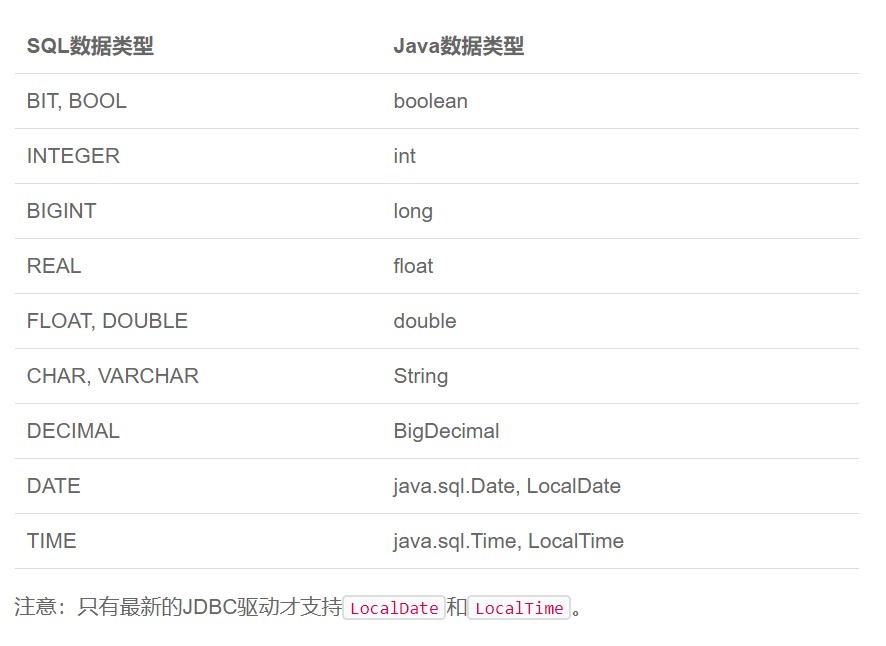 SQL数据类型 Java数据类型
BIT, BOOL boolean
INTEGER int
BIGINT long
REAL float
FLOAT, DOUBLE double
CHAR, VARCHAR String
DECIMAL BigDecimal
DATE java.sql.Date, LocalDate
TIME java.sql.Time, LocalTime
注意：只有最新的JDBC驱动才支持LocalDate和LocalTime。